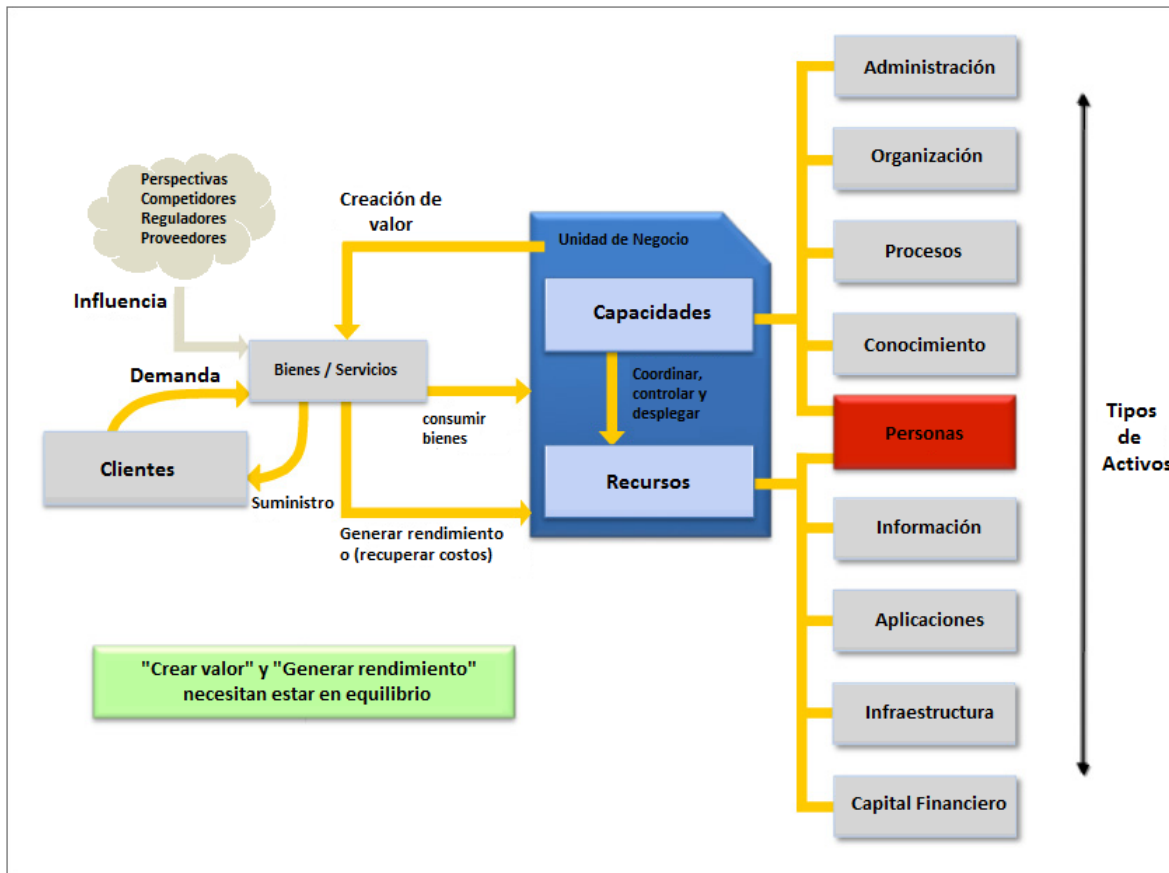 Perspectivas
Competidores
Reguladores
Proveedores
Influencia
Demanda
Clientes
Suministro
Bienes / Servicios
Creación de
valor
consumir
bienes
Generar rendimiento
o (recuperar costos)
Unidad de Negocio
Capacidades
Coordinar,
controlar y
desplegar
Recursos
Administración
Organización
Procesos
Conocimiento
Personas
Información
Aplicaciones
Infraestructura
Capital Financiero
Tipos
de
Activos
"Crear valor" y "Generar rendimiento"
necesitan estar en equilibrio